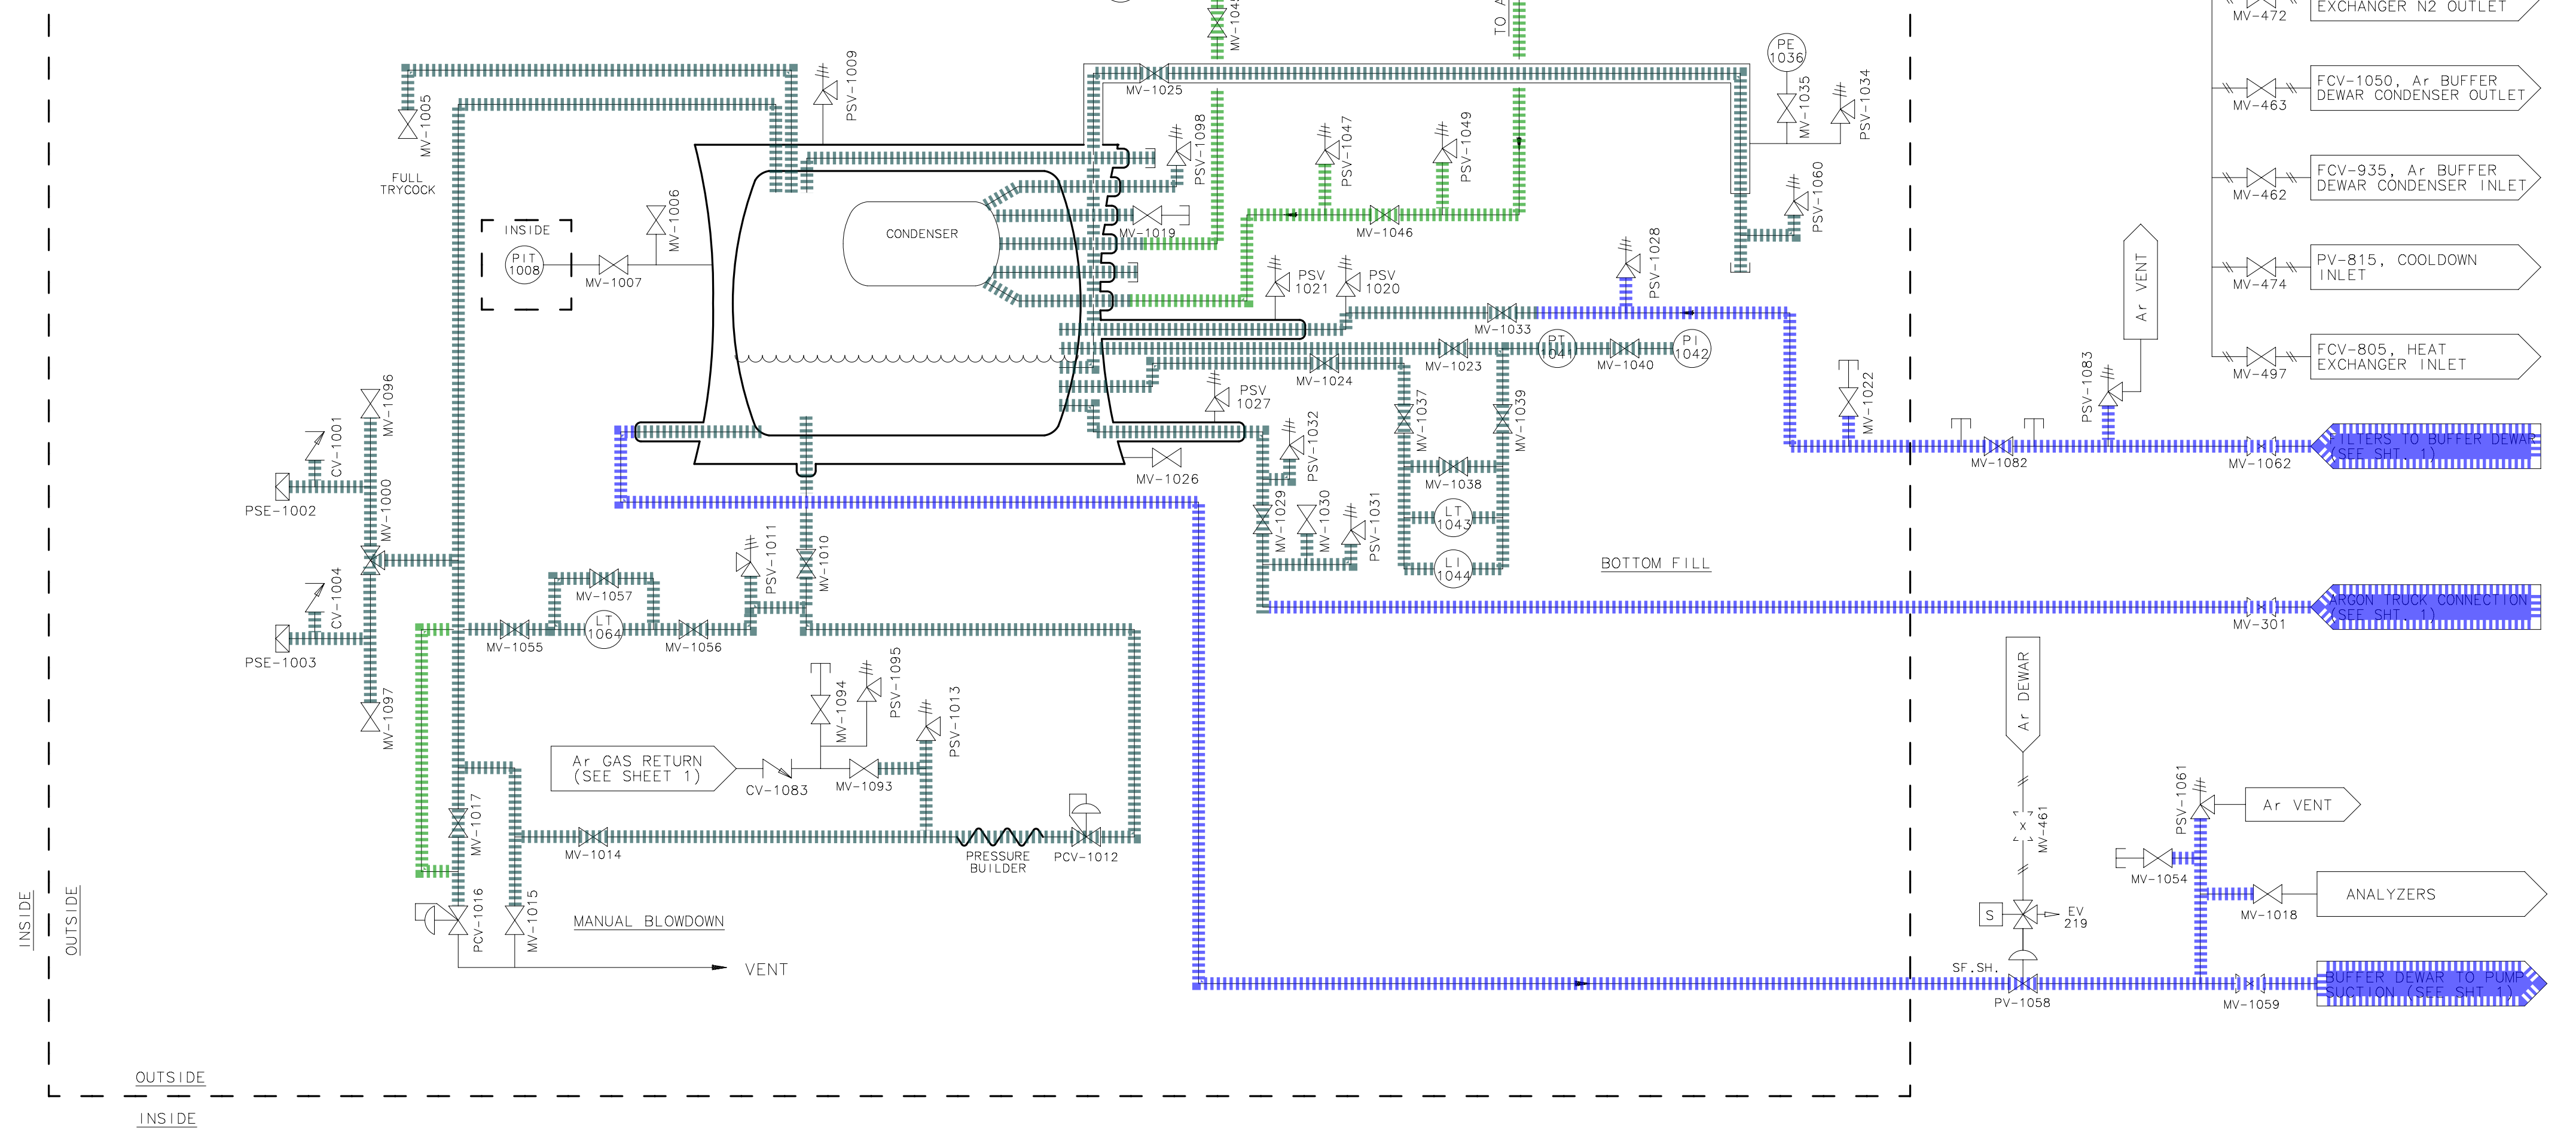 MV-472
EXCHANGER N2 OUTLET
MV-1045
TO A
PE
1036
MV-1035
PSV-1034
MV-1005
PSV-1009
MV-1025
FCV-1050, Ar BUFFER
DEWAR CONDENSER OUTLET
MV-463
PSV-1098
PSV-1047
PSV-1049
FULL
TRYCOCK
MV-1006
PSV-1060
FCV-935, Ar BUFFER
DEWAR CONDENSER INLET
MV-462
INSIDE
PIT
1008
MV-1007
CONDENSER
MV-1019
MV-1046
PSV-1028
PSV
1021
PSV
1020
Ar VENT
PV-815, COOLDOWN
INLET
MV-474
MV-1033
PT
1041
PI
1042
MV-1023
MV-1040
MV-1024
FCV-805, HEAT
EXCHANGER INLET
MV-497
MV-1096
CV-1001
PSV
1027
MV-1037
MV-1039
MV-1022
PSV-1083
PSE-1002
MV-1000
PSV-1032
MV-1026
MV-1038
MV-1082
MV-1062
FILTERS TO BUFFER DEWAR
(SEE SHT. 1)
MV-1029
MV-1030
PSV-1031
LT
1043
LI
1044
BOTTOM FILL
CV-1004
PSE-1003
MV-1057
PSV-1011
MV-1010
LT
1064
MV-1055
MV-1056
ARGON TRUCK CONNECTION
(SEE SHT. 1)
MV-301
MV-1097
MV-1094
PSV-1095
PSV-1013
Ar DEWAR
Ar GAS RETURN
(SEE SHEET 1)
CV-1083
MV-1093
MV-1017
MV-1014
PRESSURE
BUILDER
PCV-1012
MV-461
PSV-1061
Ar VENT
MV-1054
ANALYZERS
MV-1018
INSIDE
OUTSIDE
PCV-1016
MV-1015
MANUAL BLOWDOWN
VENT
S
EV
219
SF.SH.
PV-1058
MV-1059
BUFFER DEWAR TO PUMP
SUCTION (SEE SHT 1)
OUTSIDE
INSIDE